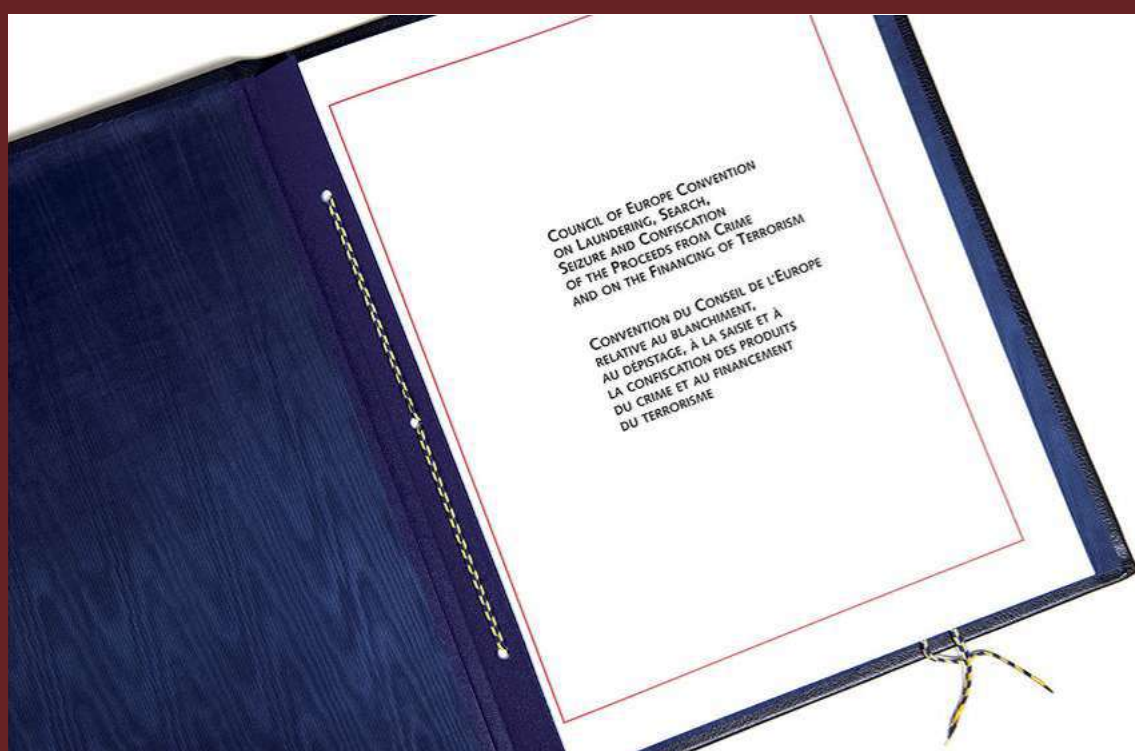 Council of Europe Convention
on Laundering, Search,
Seizure and Confiscation
of the Proceeds from Crime
and on the Financing of Terrorism
Convention du Conseil de l'Europe
relative au blanchiment,
au dépistage, à la saisie et à
la confiscation des produits
du crime et au financement
du terrorisme